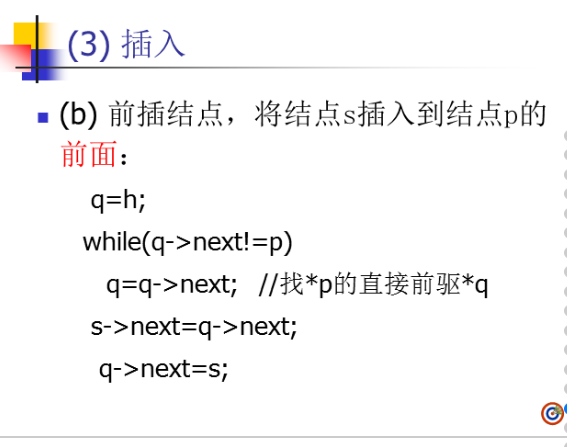 (3) 插入
(b) 前插结点，将结点s插入到结点p的
前面：
q=h;
while(q->next!=p)
q=q->next; //找*p的直接前驱*q
s->next=q->next;
q->next=s;